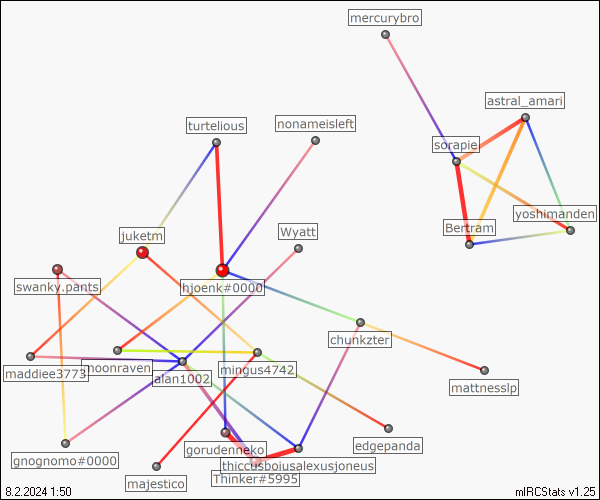 mercurybro
astral_amari
turtelious
nonameisleft
sorapie
yoshimanden
Bertram
Wyatt
juketm
swanky.pants
hjoenk#0000
chunkzter
maddiee3773
moonraven
mingus4742
alan1002
mattnesslp
edgepanda
gorudenneko
gnognomo#0000
thiccusboiusalexusjoneus
Thinker#5995
majestico
8.2.2024 1:50
mIRCStats v1.25